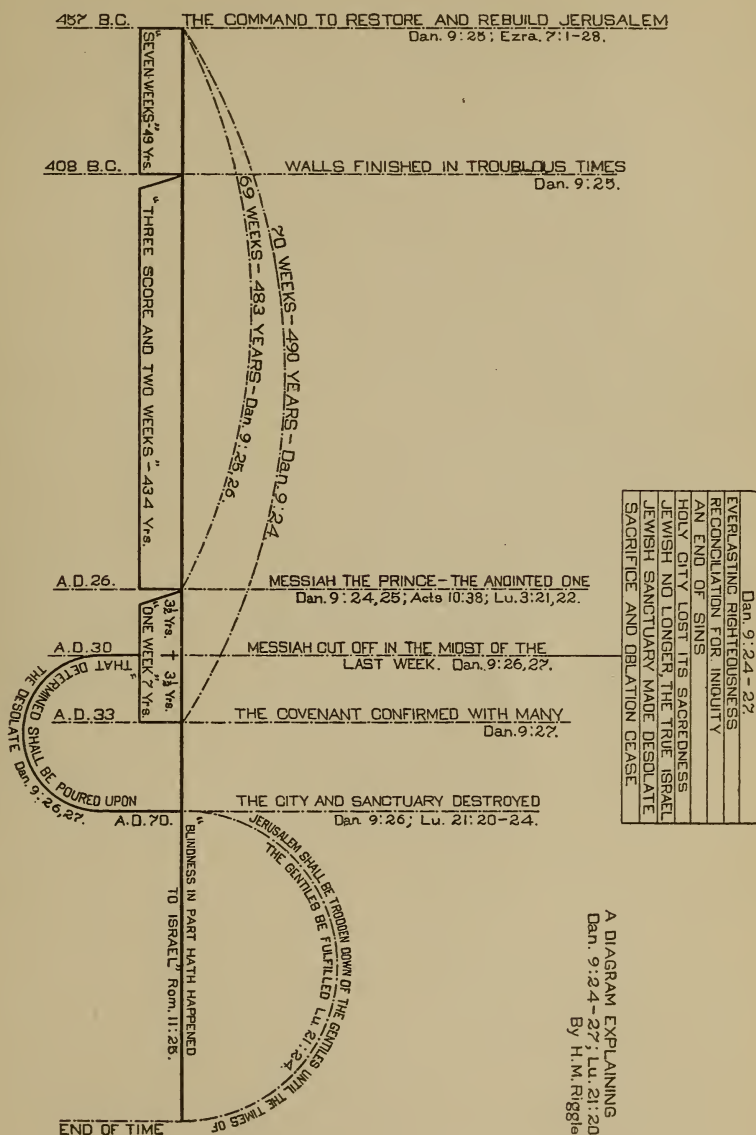 457 B.C. THE COMMAND TO RESTORE AND REBUILD JERUSALEM
Dan. 9:25; Ezra. 7:1-28.
"SEVEN-WEEKS"-49 Yrs.
408 B.C. WALLS FINISHED IN TROUBLOUS TIMES
Dan. 9:25.
"THREE SCORE AND TWO WEEKS"-434 Yrs.
69 WEEKS-483 YEARS-Dan. 9:25,26.
70 WEEKS-490 YEARS-Dan. 9:24.
A.D. 26. MESSIAH THE PRINCE-THE ANOINTED ONE
Dan. 9:24,25; Acts 10:38; Lu. 3:21,22.
"ONE WEEK" 7 Yrs.
3½ Yrs. + 3½ Yrs.
A.D. 30 MESSIAH CUT OFF IN THE MIDST OF THE
LAST WEEK. Dan. 9:26,27.
Dan. 9:24-27.
EVERLASTING RIGHTEOUSNESS
RECONCILIATION FOR INIQUITY
AN END OF SINS
HOLY CITY LOST ITS SACREDNESS
JEWISH NO LONGER, THE TRUE ISRAEL
JEWISH SANCTUARY MADE DESOLATE
SACRIFICE AND OBLATION CEASE
A.D. 33 THE COVENANT CONFIRMED WITH MANY
Dan. 9:27.
"THAT DETERMINED SHALL BE POURED UPON
THE DESOLATE Dan. 9:26,27.
A.D. 70. THE CITY AND SANCTUARY DESTROYED
Dan 9:26; Lu. 21:20-24.
"BLINDNESS IN PART HATH HAPPENED
TO ISRAEL" Rom. 11:25.
JERUSALEM SHALL BE TRODDEN DOWN OF THE GENTILES UNTIL THE TIMES OF
THE GENTILES BE FULFILLED Lu. 21:24.
END OF TIME
A DIAGRAM EXPLAINING
Dan. 9:24-27; Lu. 21:20
By H.M. Riggle